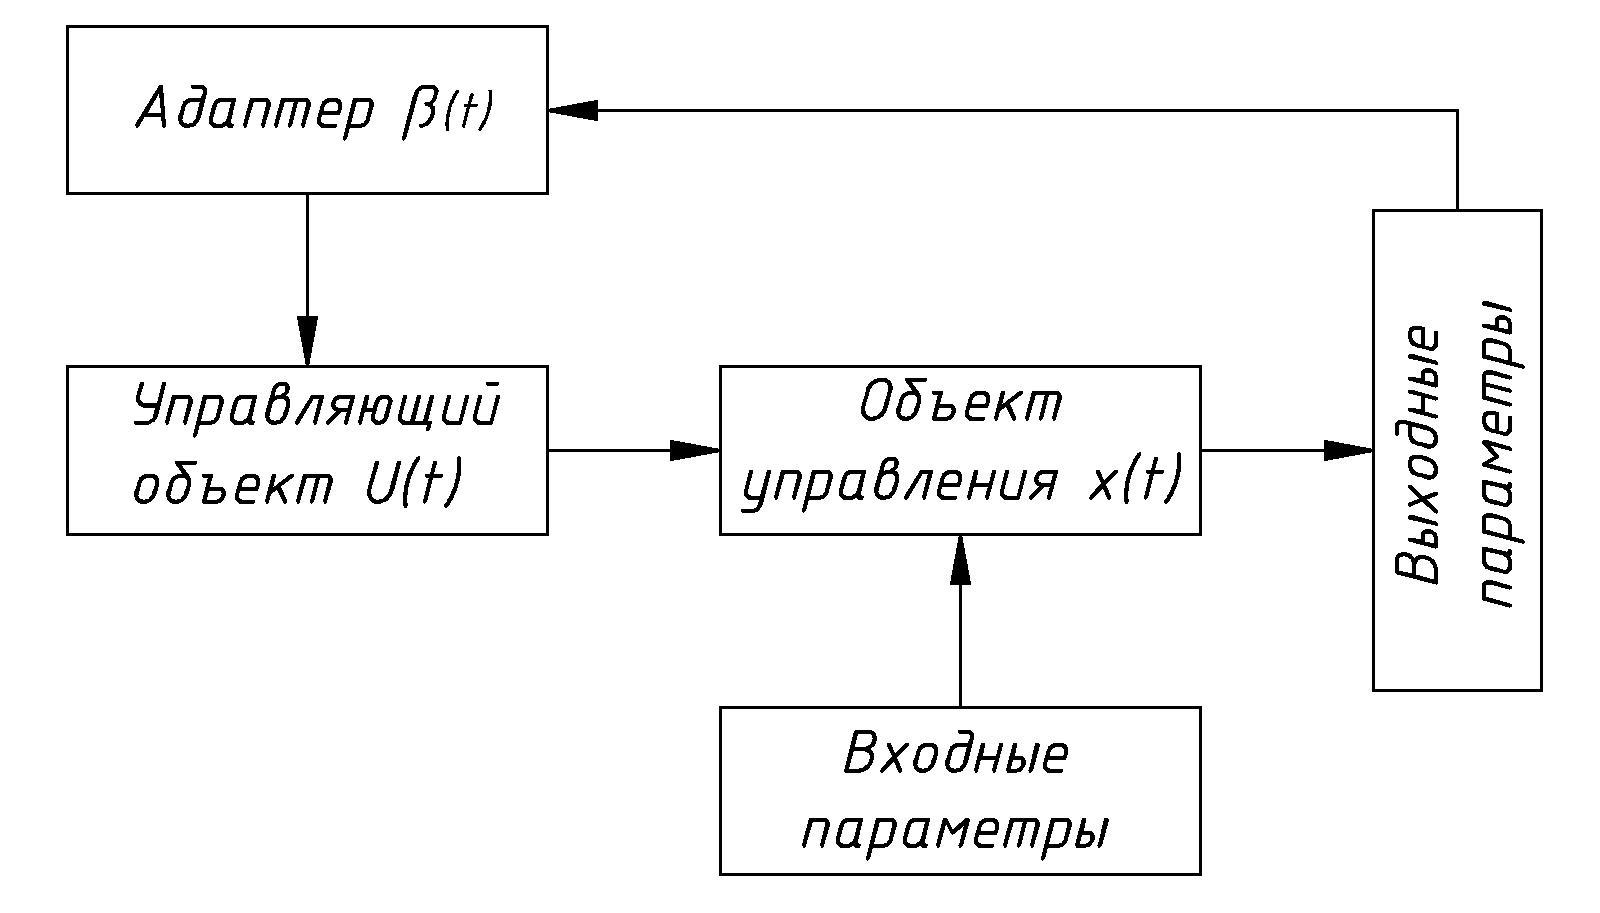 Адаптер β(t)
Управляющий
объект U(t)
Объект
управления x(t)
Выходные
параметры
Входные
параметры